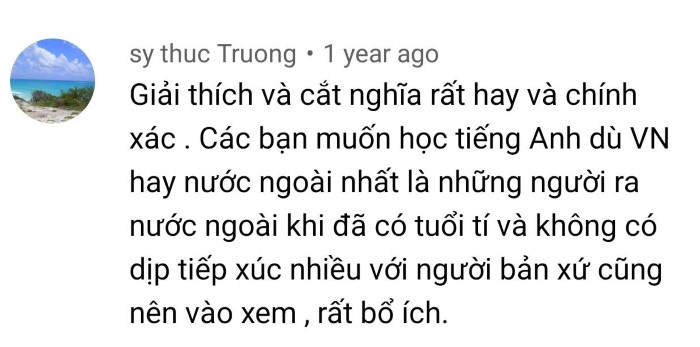 sy thuc Truong • 1 year ago
Giải thích và cắt nghĩa rất hay và chính
xác . Các bạn muốn học tiếng Anh dù VN
hay nước ngoài nhất là những người ra
nước ngoài khi đã có tuổi tí và không có
dịp tiếp xúc nhiều với người bản xứ cũng
nên vào xem , rất bổ ích.